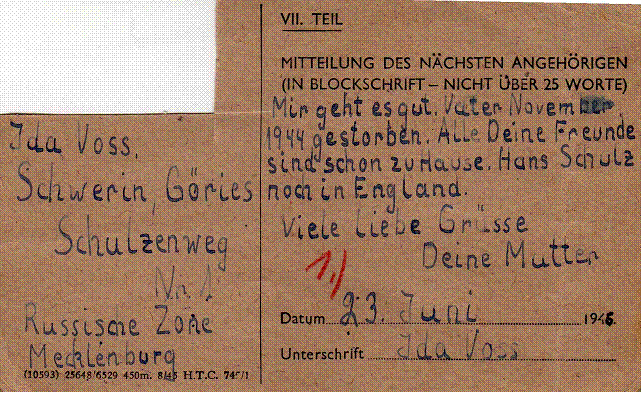 Ida Voss.
Schwerin, Göries
Schulzenweg
Nr. 1
Russische Zone
Mecklenburg
(10593) 25648/6529 450m. 8/45 H.T.C. 745/1
VII. TEIL
MITTEILUNG DES NÄCHSTEN ANGEHÖRIGEN
(IN BLOCKSCHRIFT – NICHT ÜBER 25 WORTE)
Mir geht es gut. Vater November
1944 gestorben. Alle Deine Freunde
sind schon zu Hause. Hans Schulz
noch in England.
Viele liebe Grüsse
Deine Mutter
Datum 23. Juni 1946
Unterschrift Ida Voss